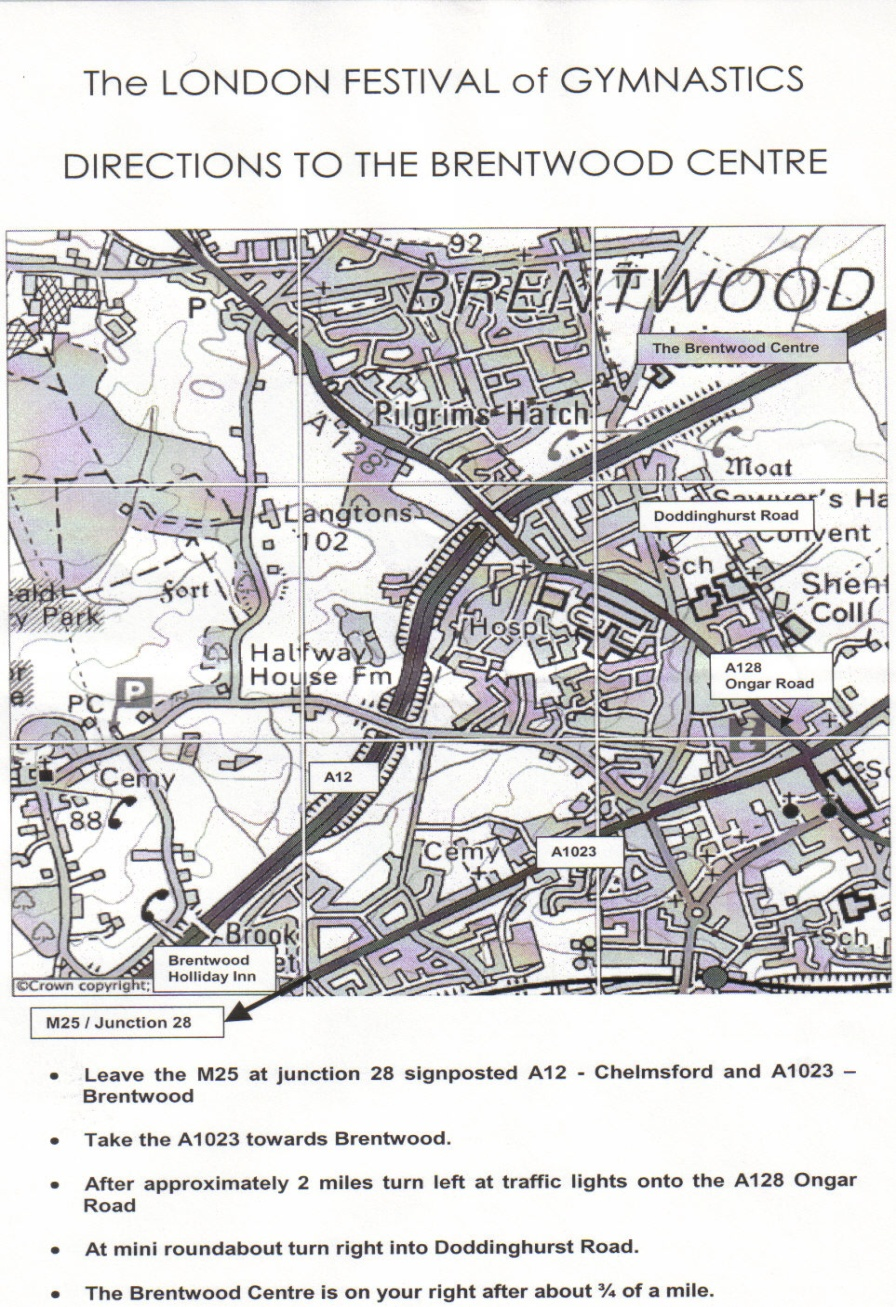 The LONDON FESTIVAL of GYMNASTICS
DIRECTIONS TO THE BRENTWOOD CENTRE
92
BRENTWOOD
P
The Brentwood Centre
Pilgrims Hatch
A 128
Moat
Langtons
102
Doddinghurst Road
Convent
Sch
fort
y Park
Coll
Hospl
Halfway
House Fm
A128
Ongar Road
P
PC
i
A12
Cemy
88
A1023
Cemy
Brook
98
Sch
Brentwood
Holliday Inn
©Crown copyright;
M25 / Junction 28
• Leave the M25 at junction 28 signposted A12 - Chelmsford and A1023 –
Brentwood
• Take the A1023 towards Brentwood.
• After approximately 2 miles turn left at traffic lights onto the A128 Ongar
Road
• At mini roundabout turn right into Doddinghurst Road.
• The Brentwood Centre is on your right after about ¾ of a mile.